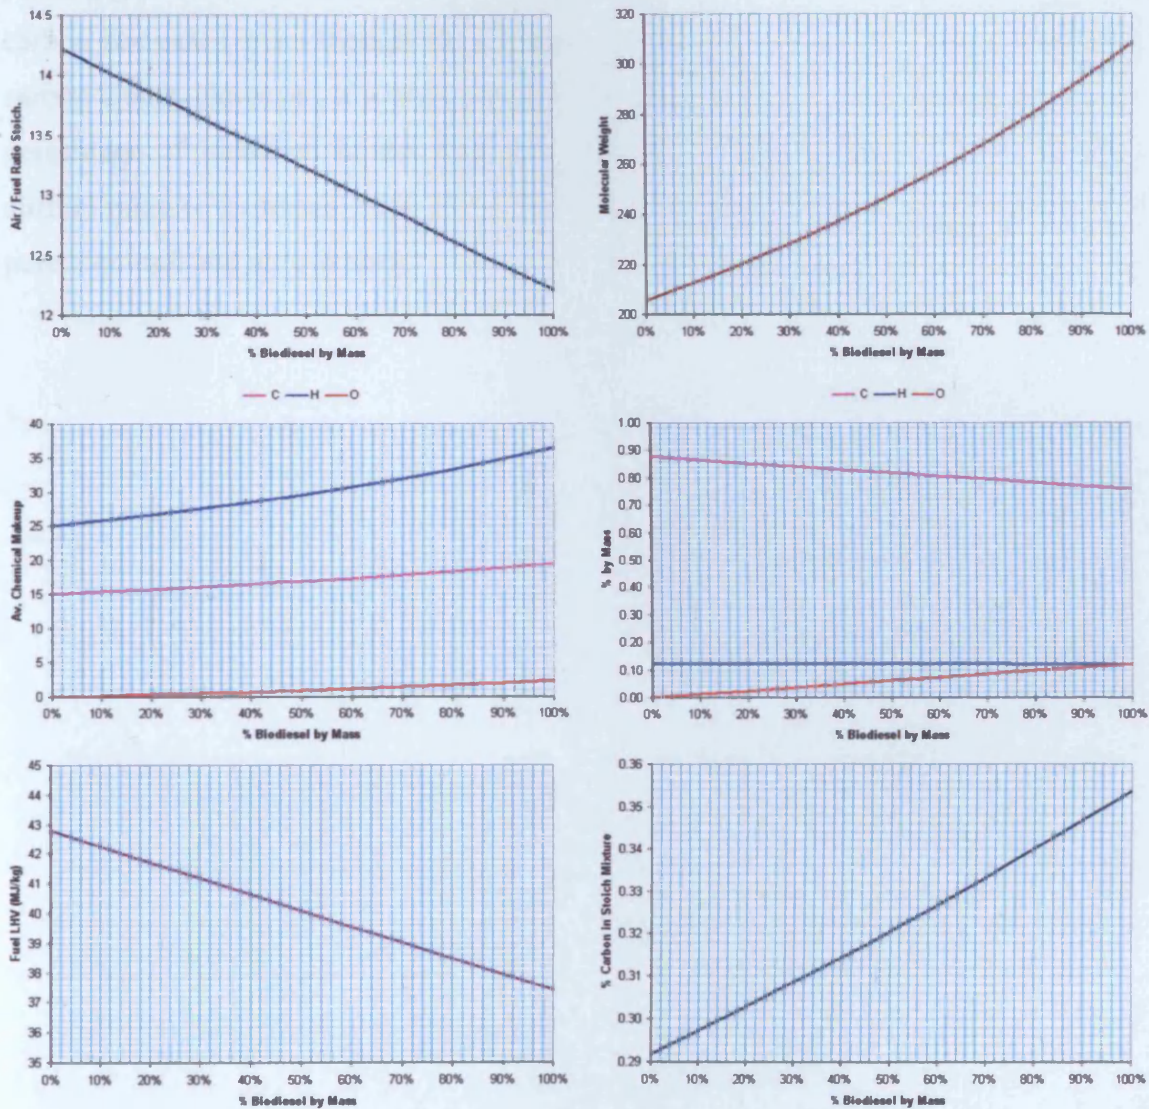 14.5
14
13.5
13
12.5
12
Air / Fuel Ratio Stoich.
0% 10% 20% 30% 40% 50% 60% 70% 80% 90% 100%
% Biodiesel by Mass
320
300
280
260
240
220
200
Molecular Weight
0% 10% 20% 30% 40% 50% 60% 70% 80% 90% 100%
% Biodiesel by Mass
C H O
40
35
30
25
20
15
10
5
0
Av. Chemical Makeup
0% 10% 20% 30% 40% 50% 60% 70% 80% 90% 100%
% Biodiesel by Mass
C H O
1.00
0.90
0.80
0.70
0.60
0.50
0.40
0.30
0.20
0.10
0.00
% by Mass
0% 10% 20% 30% 40% 50% 60% 70% 80% 90% 100%
% Biodiesel by Mass
45
44
43
42
41
40
39
38
37
36
35
Fuel LHV (MJ/kg)
0% 10% 20% 30% 40% 50% 60% 70% 80% 90% 100%
% Biodiesel by Mass
0.36
0.35
0.34
0.33
0.32
0.31
0.30
0.29
% Carbon in Stoich Mixture
0% 10% 20% 30% 40% 50% 60% 70% 80% 90% 100%
% Biodiesel by Mass